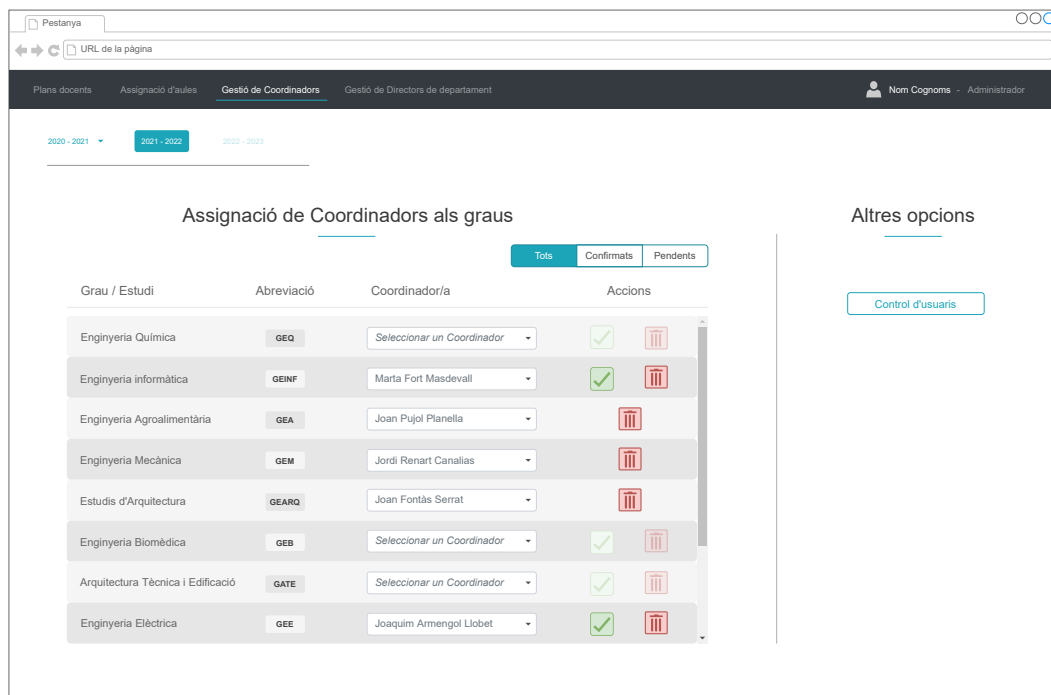 Pestanya
URL de la pàgina
Plans docents Assignació d'aules Gestió de Coordinadors Gestió de Directors de departament Nom Cognoms - Administrador
2020 - 2021 2021 - 2022 2022 - 2023
Assignació de Coordinadors als graus
Altres opcions
Tots Confirmats Pendents
Grau / Estudi Abreviació Coordinador/a Accions
Control d'usuaris
Enginyeria Química GEQ Seleccionar un Coordinador
Enginyeria informàtica GEINF Marta Fort Masdevall
Enginyeria Agroalimentària GEA Joan Pujol Planella
Enginyeria Mecànica GEM Jordi Renart Canalias
Estudis d'Arquitectura GEARQ Joan Fontàs Serrat
Enginyeria Biomèdica GEB Seleccionar un Coordinador
Arquitectura Tècnica i Edificació GATE Seleccionar un Coordinador
Enginyeria Elèctrica GEE Joaquim Armengol Llobet